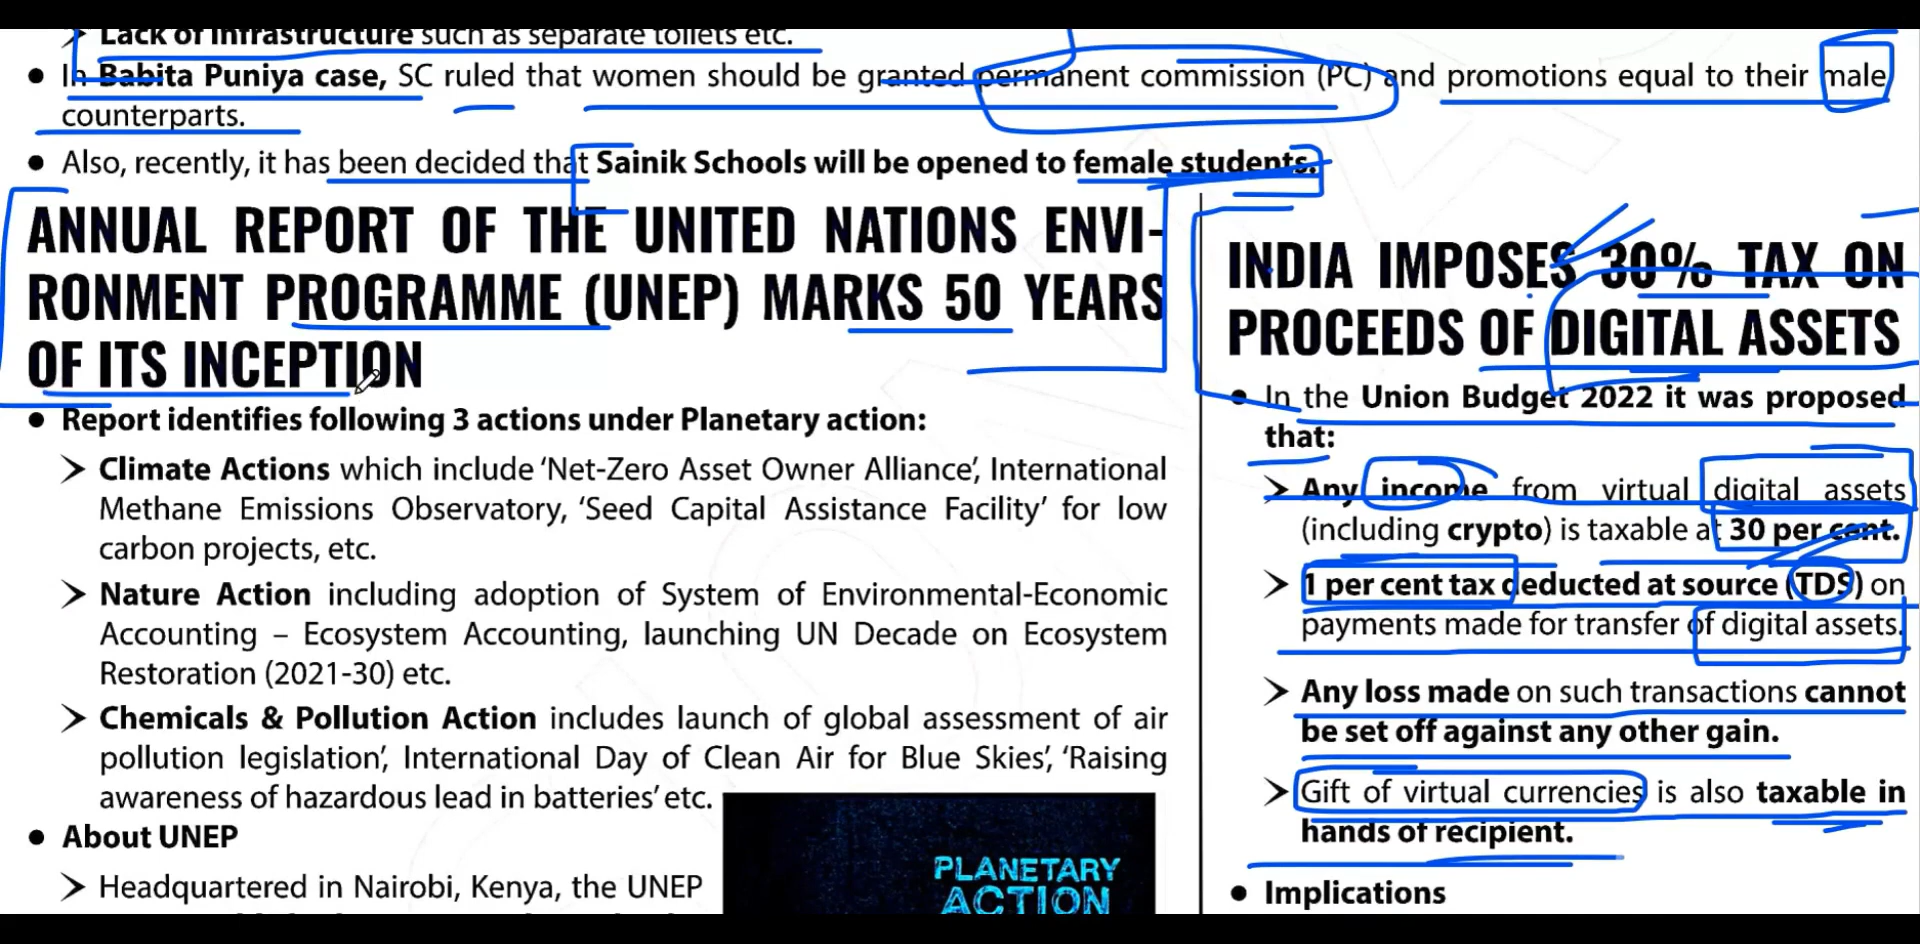 Lack of infrastructure such as separate toilets etc.
In Babita Puniya case, SC ruled that women should be granted permanent commission (PC) and promotions equal to their male
counterparts.
Also, recently, it has been decided that Sainik Schools will be opened to female students.
ANNUAL REPORT OF THE UNITED NATIONS ENVI-
RONMENT PROGRAMME (UNEP) MARKS 50 YEARS
OF ITS INCEPTION
Report identifies following 3 actions under Planetary action:
Climate Actions which include ‘Net-Zero Asset Owner Alliance’, International
Methane Emissions Observatory, ‘Seed Capital Assistance Facility’ for low
carbon projects, etc.
Nature Action including adoption of System of Environmental-Economic
Accounting – Ecosystem Accounting, launching UN Decade on Ecosystem
Restoration (2021-30) etc.
Chemicals & Pollution Action includes launch of global assessment of air
pollution legislation’, International Day of Clean Air for Blue Skies’, ‘Raising
awareness of hazardous lead in batteries’ etc.
About UNEP
Headquartered in Nairobi, Kenya, the UNEP
PLANETARY
ACTION
INDIA IMPOSES 30% TAX ON
PROCEEDS OF DIGITAL ASSETS
In the Union Budget 2022 it was proposed
that:
Any income from virtual digital assets
(including crypto) is taxable at 30 per cent.
1 per cent tax deducted at source (TDS) on
payments made for transfer of digital assets.
Any loss made on such transactions cannot
be set off against any other gain.
Gift of virtual currencies is also taxable in
hands of recipient.
Implications